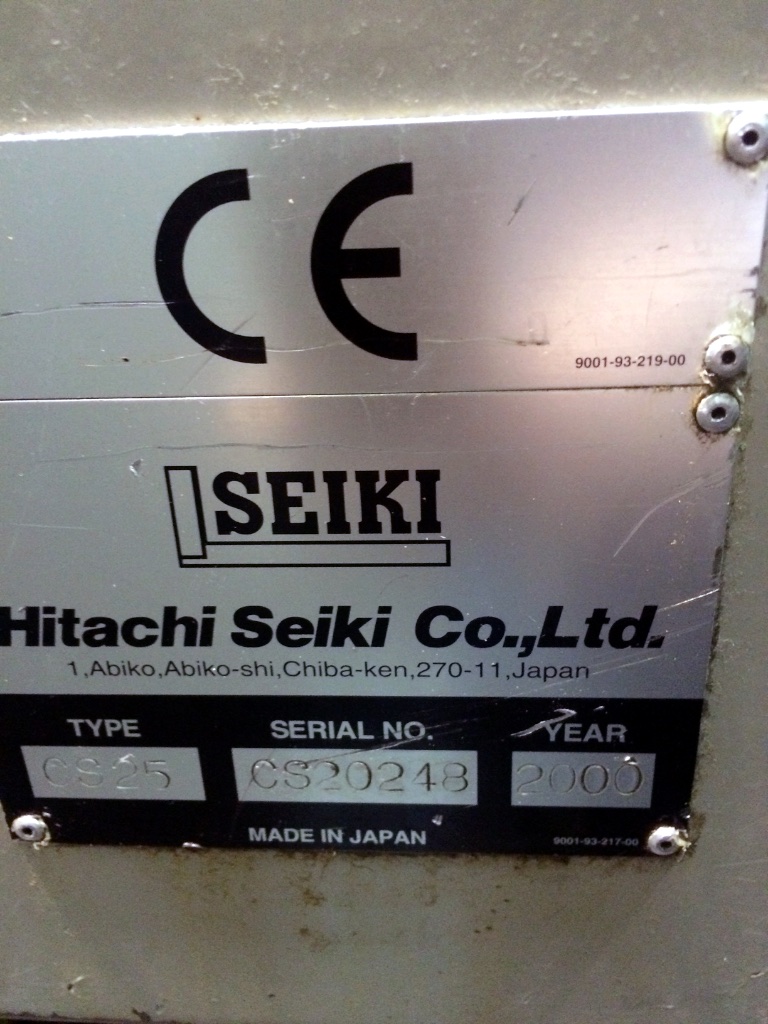 CE
9001-93-219-00
SEIKI
Hitachi Seiki Co.,Ltd.
1,Abiko,Abiko-shi,Chiba-ken,270-11,Japan
TYPE SERIAL NO. YEAR
CS25 CS20248 2000
MADE IN JAPAN 9001-93-217-00